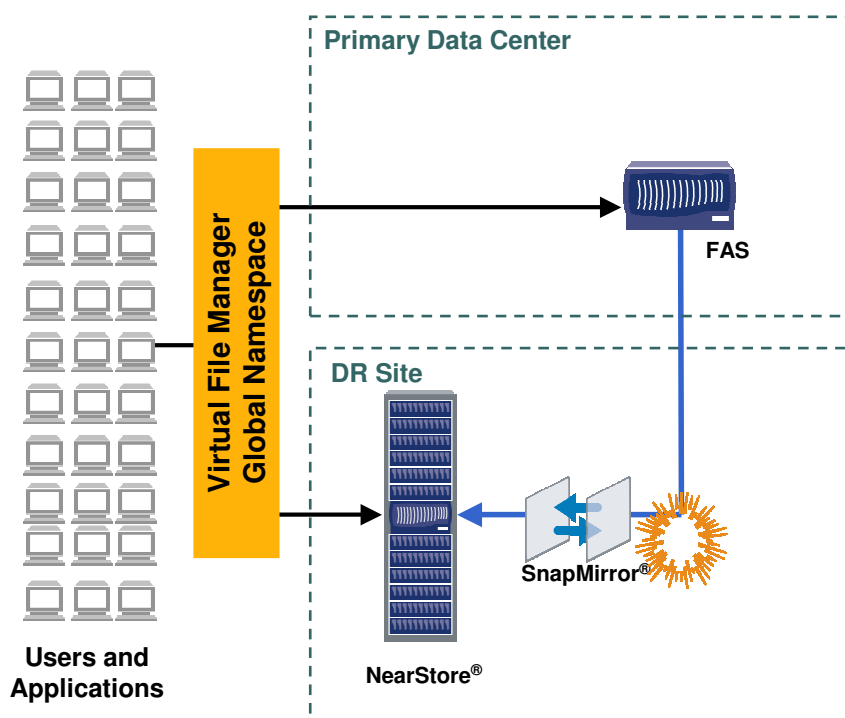 Primary Data Center
Virtual File Manager
Global Namespace
FAS
DR Site
SnapMirror®
NearStore®
Users and
Applications